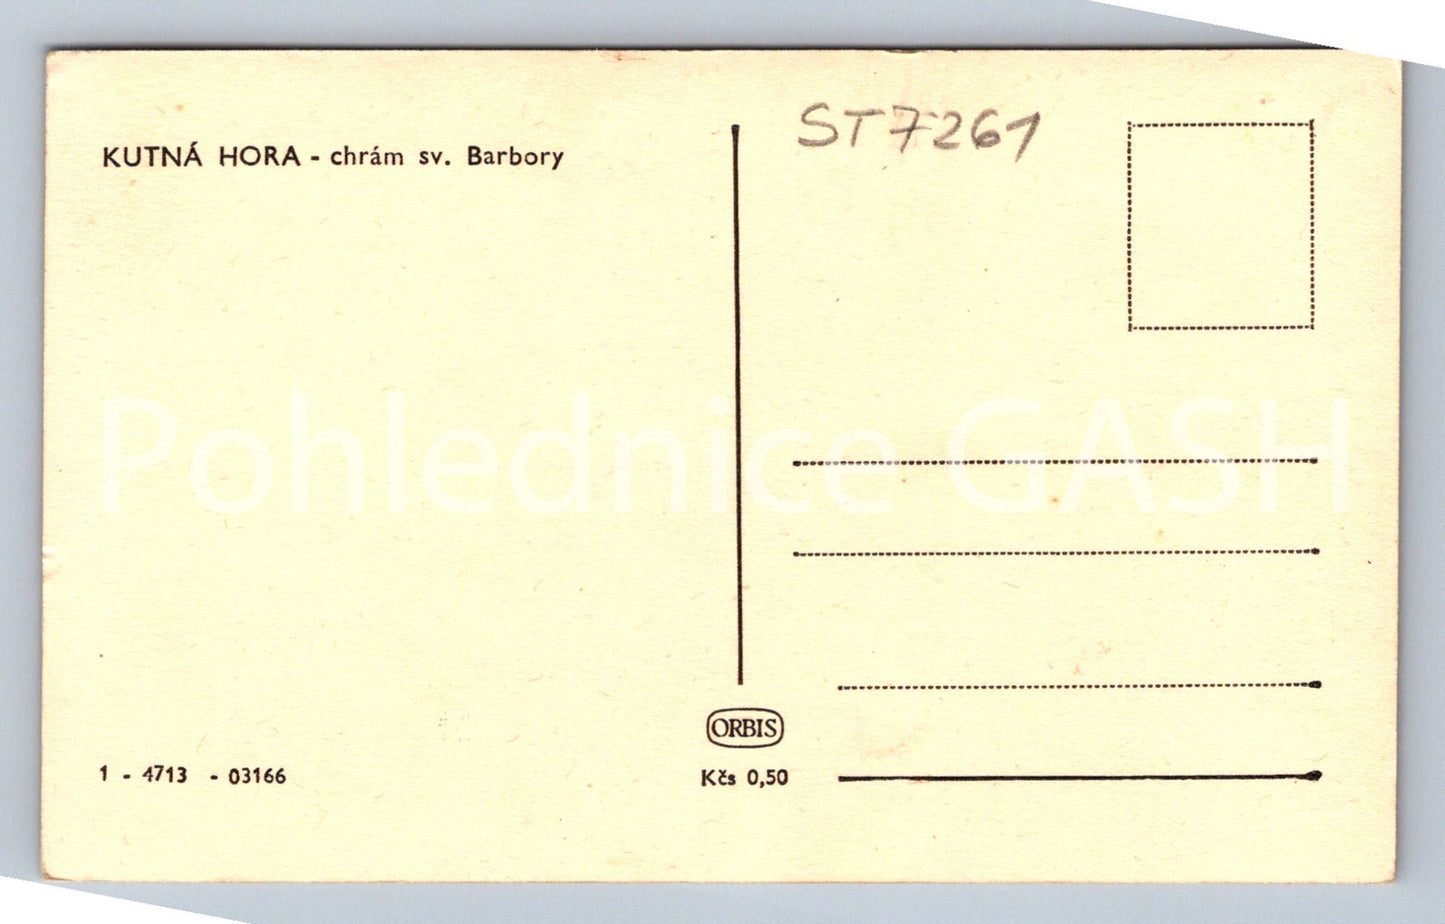 KUTNÁ HORA - chrám sv. Barbory
ST7261
Pohlednice GASH
ORBIS
Kčs 0,50
1 - 4713 - 03166